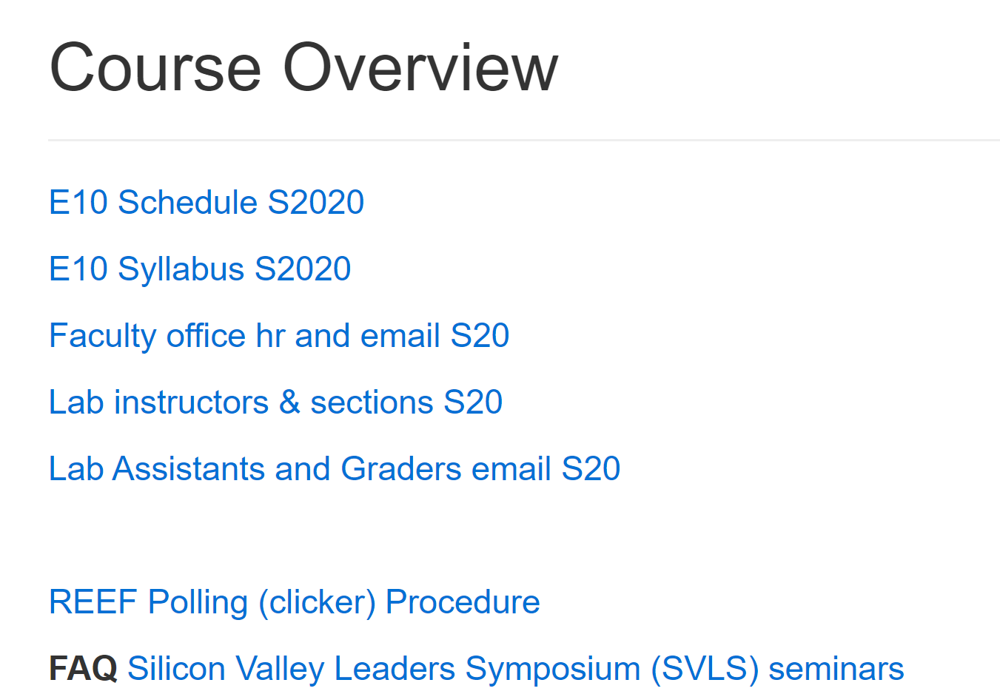 Course Overview
E10 Schedule S2020
E10 Syllabus S2020
Faculty office hr and email S20
Lab instructors & sections S20
Lab Assistants and Graders email S20
REEF Polling (clicker) Procedure
FAQ Silicon Valley Leaders Symposium (SVLS) seminars